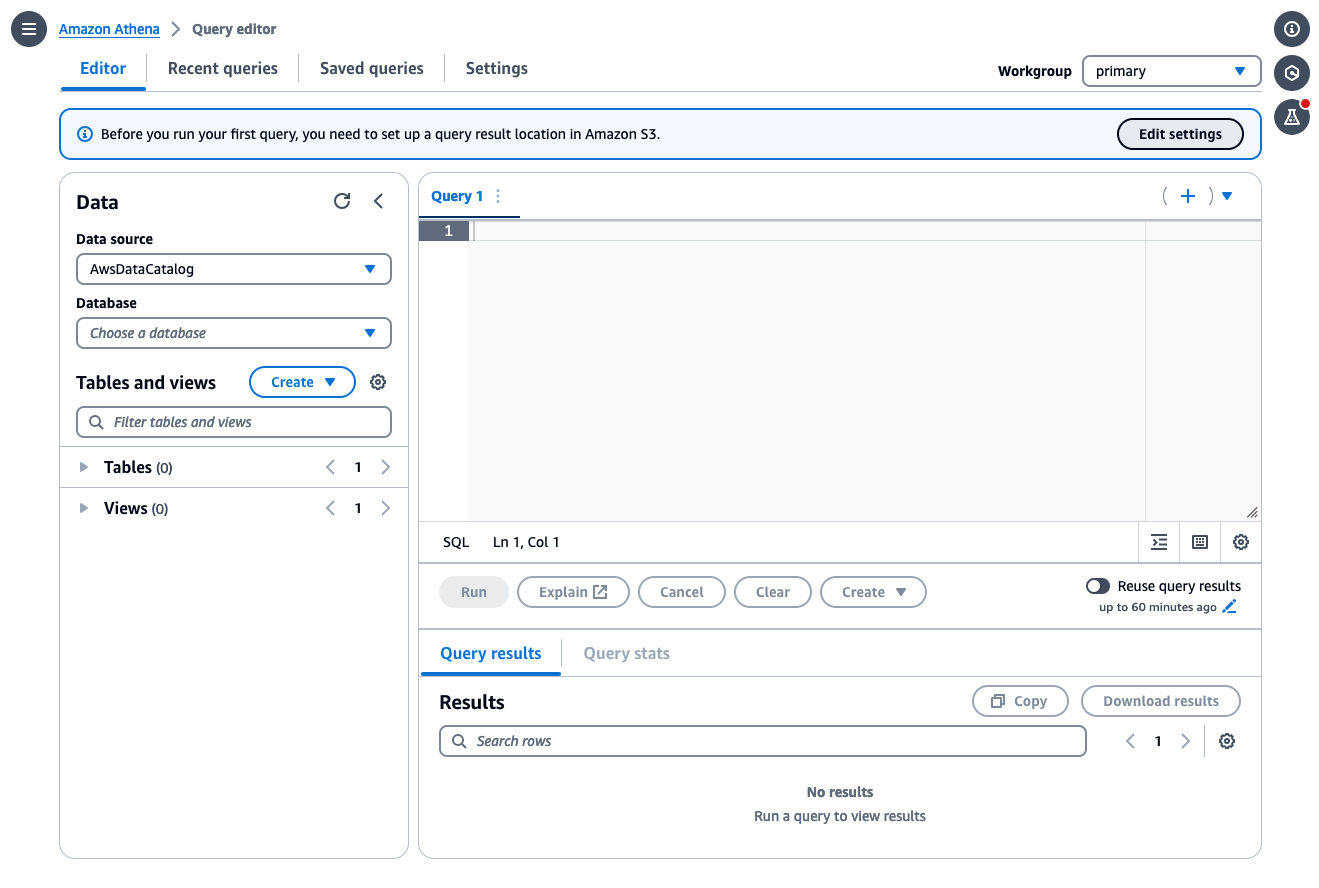 Amazon Athena
Query editor
Editor
Recent queries
Saved queries
Settings
Workgroup
primary
Before you run your first query, you need to set up a query result location in Amazon S3.
Edit settings
Data
Data source
AwsDataCatalog
Database
Choose a database
Tables and views
Create
Filter tables and views
Tables (0)
1
Views (0)
1
Query 1
( + )
1
SQL
Ln 1, Col 1
Run
Explain
Cancel
Clear
Create
Reuse query results
up to 60 minutes ago
Query results
Query stats
Results
Copy
Download results
Search rows
1
No results
Run a query to view results